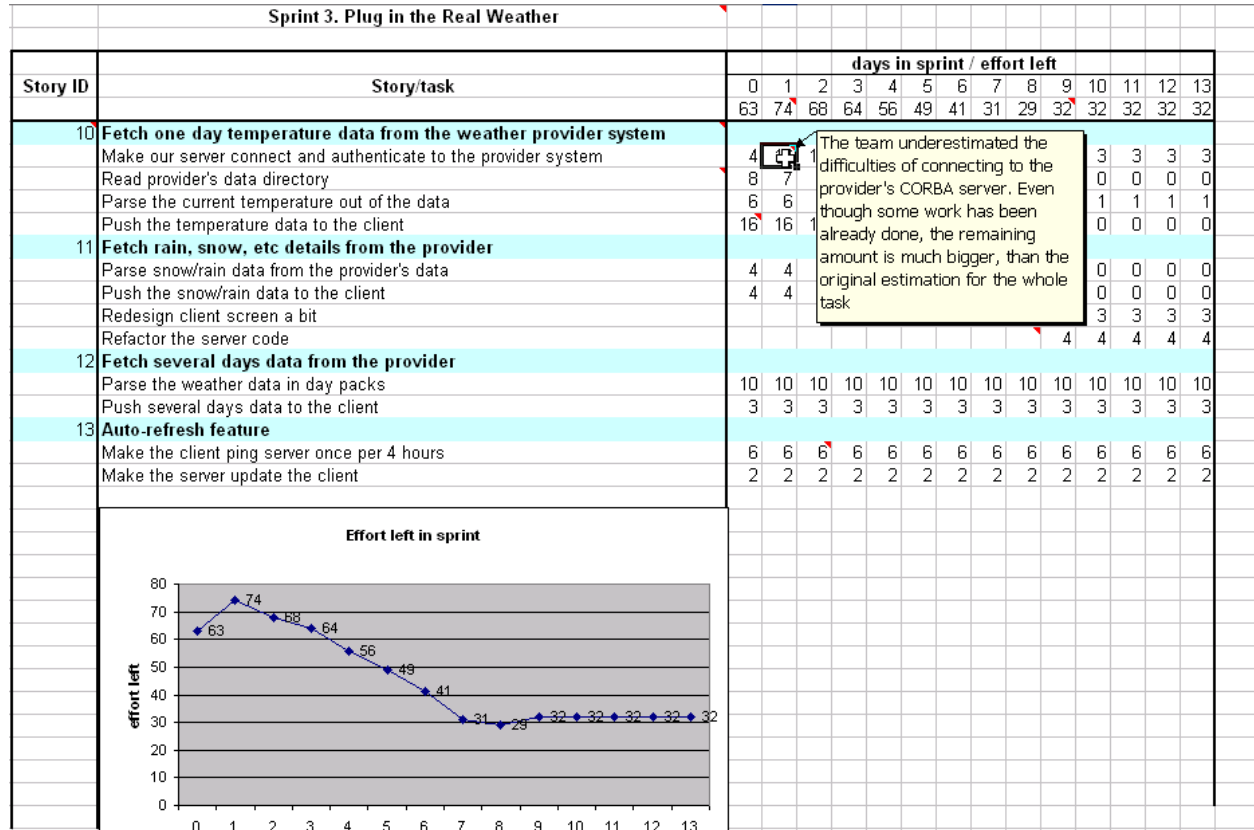 Sprint 3. Plug in the Real Weather
days in sprint / effort left
Story ID Story/task 0 1 2 3 4 5 6 7 8 9 10 11 12 13
63 74 68 64 56 49 41 31 29 32 32 32 32 32
10 Fetch one day temperature data from the weather provider system
Make our server connect and authenticate to the provider system 4 3 3 3 3
Read provider's data directory 8 7 0 0 0 0
Parse the current temperature out of the data 6 6 1 1 1 1
Push the temperature data to the client 16 16 0 0 0 0
11 Fetch rain, snow, etc details from the provider
Parse snow/rain data from the provider's data 4 4 0 0 0 0
Push the snow/rain data to the client 4 4 0 0 0 0
Redesign client screen a bit 3 3 3 3
Refactor the server code 4 4 4 4 4
The team underestimated the
difficulties of connecting to the
provider's CORBA server. Even
though some work has been
already done, the remaining
amount is much bigger, than the
original estimation for the whole
task
12 Fetch several days data from the provider
Parse the weather data in day packs 10 10 10 10 10 10 10 10 10 10 10 10 10 10
Push several days data to the client 3 3 3 3 3 3 3 3 3 3 3 3 3 3
13 Auto-refresh feature
Make the client ping server once per 4 hours 6 6 6 6 6 6 6 6 6 6 6 6 6 6
Make the server update the client 2 2 2 2 2 2 2 2 2 2 2 2 2 2
Effort left in sprint
effort left
80
70
60
50
40
30
20
10
0
63 74 68 64 56 49 41 31 29 32 32 32 32 32
0 1 2 3 4 5 6 7 8 9 10 11 12 13